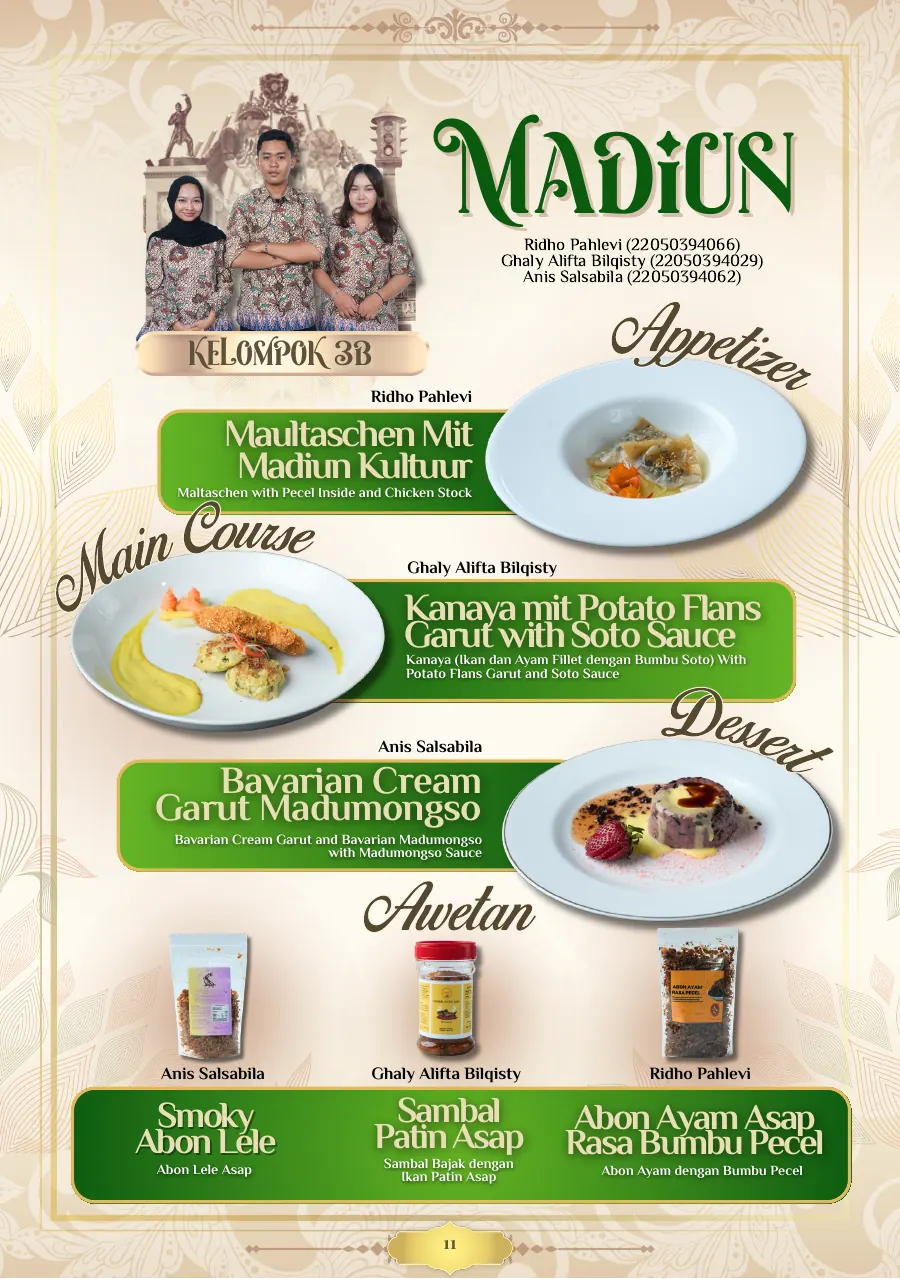 MADiUN
Ridho Pahlevi (22050394066)
Ghaly Alifta Bilqisty (22050394029)
Anis Salsabila (22050394062)
KELOMPOK 3B
Appetizer
Ridho Pahlevi
Maultaschen Mit
Madiun Kultuur
Maltaschen with Pecel Inside and Chicken Stock
Main Course
Ghaly Alifta Bilqisty
Kanaya mit Potato Flans
Garut with Soto Sauce
Kanaya (Ikan dan Ayam Fillet dengan Bumbu Soto) With
Potato Flans Garut and Soto Sauce
Dessert
Anis Salsabila
Bavarian Cream
Garut Madumongso
Bavarian Cream Garut and Bavarian Madumongso
with Madumongso Sauce
Awetan
ABON AYAM
RASA PECEL
Anis Salsabila
Ghaly Alifta Bilqisty
Ridho Pahlevi
Smoky
Abon Lele
Abon Lele Asap
Sambal
Patin Asap
Sambal Bajak dengan
Ikan Patin Asap
Abon Ayam Asap
Rasa Bumbu Pecel
Abon Ayam dengan Bumbu Pecel
11